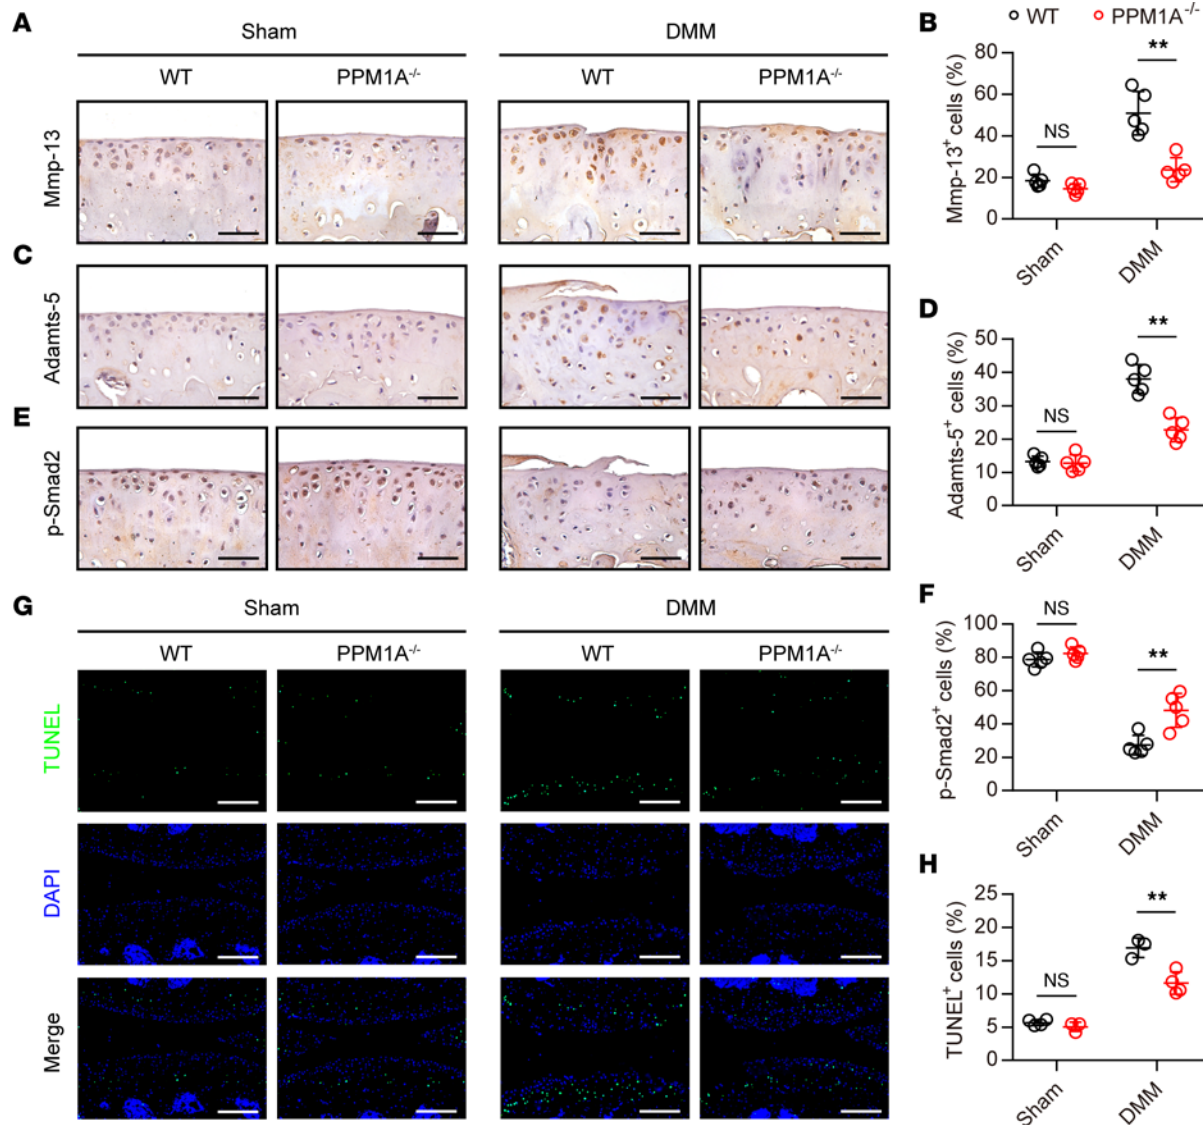 A
Sham
DMM
WT
PPM1A-/-
WT
PPM1A-/-
Mmp-13
C
Adamts-5
E
p-Smad2
B
WT
PPM1A-/-
Mmp-13+ cells (%)
80
60
40
20
0
NS
**
Sham
DMM
D
Adamts-5+ cells (%)
50
40
30
20
10
0
NS
**
Sham
DMM
F
p-Smad2+ cells (%)
100
80
60
40
20
0
NS
**
Sham
DMM
G
Sham
DMM
WT
PPM1A-/-
WT
PPM1A-/-
TUNEL
DAPI
Merge
H
TUNEL+ cells (%)
25
20
15
10
5
0
NS
**
Sham
DMM